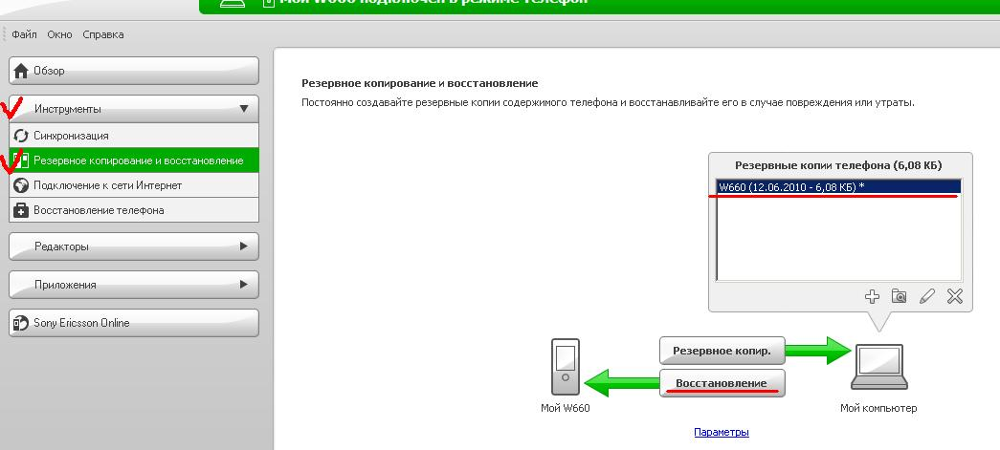 Мой W660 подключен в режиме телефон
Файл Окно Справка
Обзор
Инструменты
Синхронизация
Резервное копирование и восстановление
Подключение к сети Интернет
Восстановление телефона
Редакторы
Приложения
Sony Ericsson Online
Резервное копирование и восстановление
Постоянно создавайте резервные копии содержимого телефона и восстанавливайте его в случае повреждения или утраты.
Резервные копии телефона (6,08 КБ)
W660 (12.06.2010 - 6,08 КБ) *
Резервное копир.
Восстановление
Мой W660
Мой компьютер
Параметры